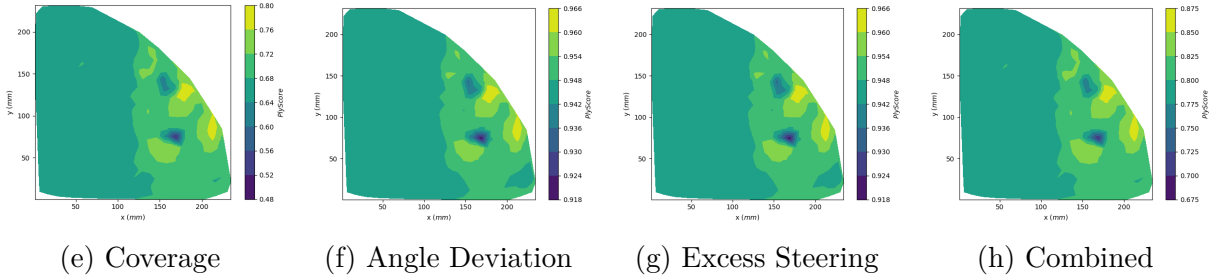 200
150
100
50
y (mm)
50 100 150 200
x (mm)
0.80
0.76
0.72
0.68
0.64
0.60
0.56
0.52
0.48
PlyScore
200
150
100
50
y (mm)
50 100 150 200
x (mm)
0.966
0.960
0.954
0.948
0.942
0.936
0.930
0.924
0.918
PlyScore
200
150
100
50
y (mm)
50 100 150 200
x (mm)
0.966
0.960
0.954
0.948
0.942
0.936
0.930
0.924
0.918
PlyScore
200
150
100
50
y (mm)
50 100 150 200
x (mm)
0.875
0.850
0.825
0.800
0.775
0.750
0.725
0.700
0.675
PlyScore
(e) Coverage
(f) Angle Deviation
(g) Excess Steering
(h) Combined